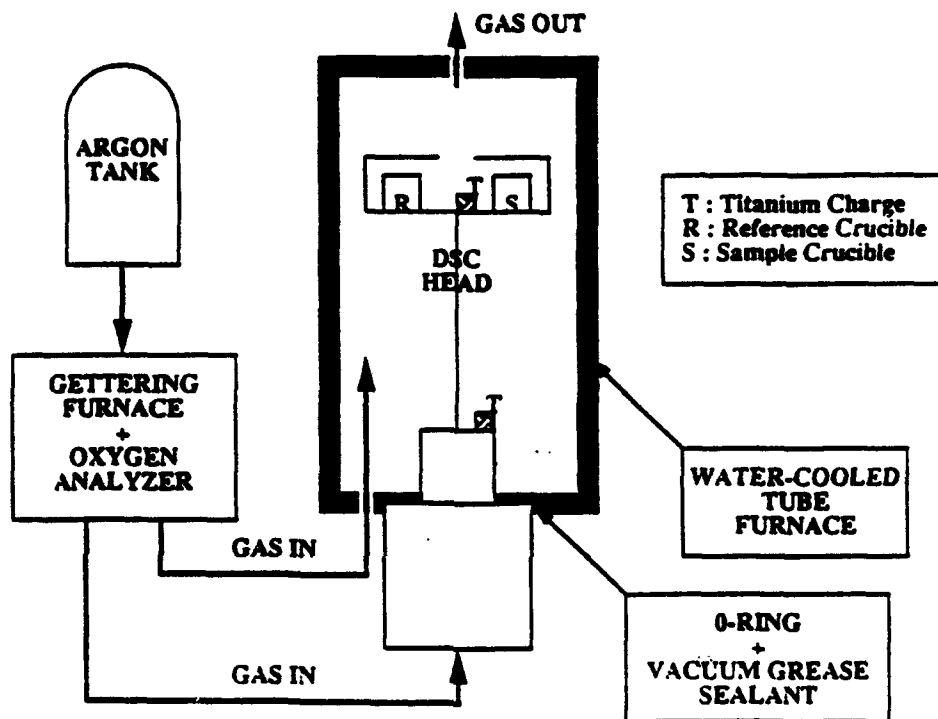 GAS OUT
ARGON
TANK
T
R
S
T : Titanium Charge
R : Reference Crucible
S : Sample Crucible
DSC
HEAD
GETTERING
FURNACE
+
OXYGEN
ANALYZER
T
WATER-COOLED
TUBE
FURNACE
GAS IN
0-RING
+
VACUUM GREASE
SEALANT
GAS IN